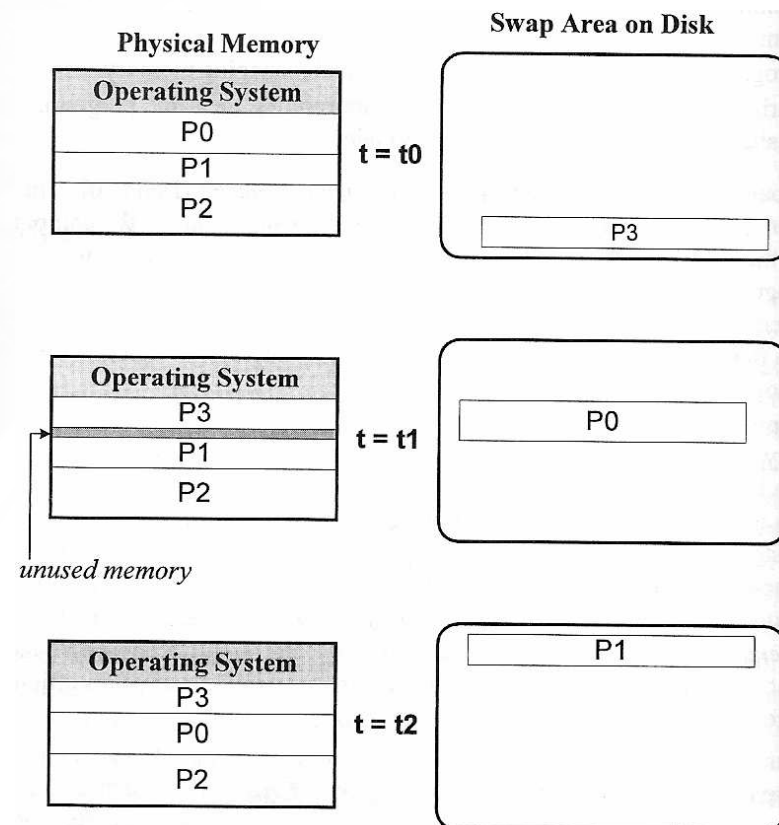 Physical Memory
Swap Area on Disk
Operating System
P0
P1
P2
t = t0
P3
Operating System
P3
P1
P2
t = t1
P0
unused memory
Operating System
P3
P0
P2
t = t2
P1